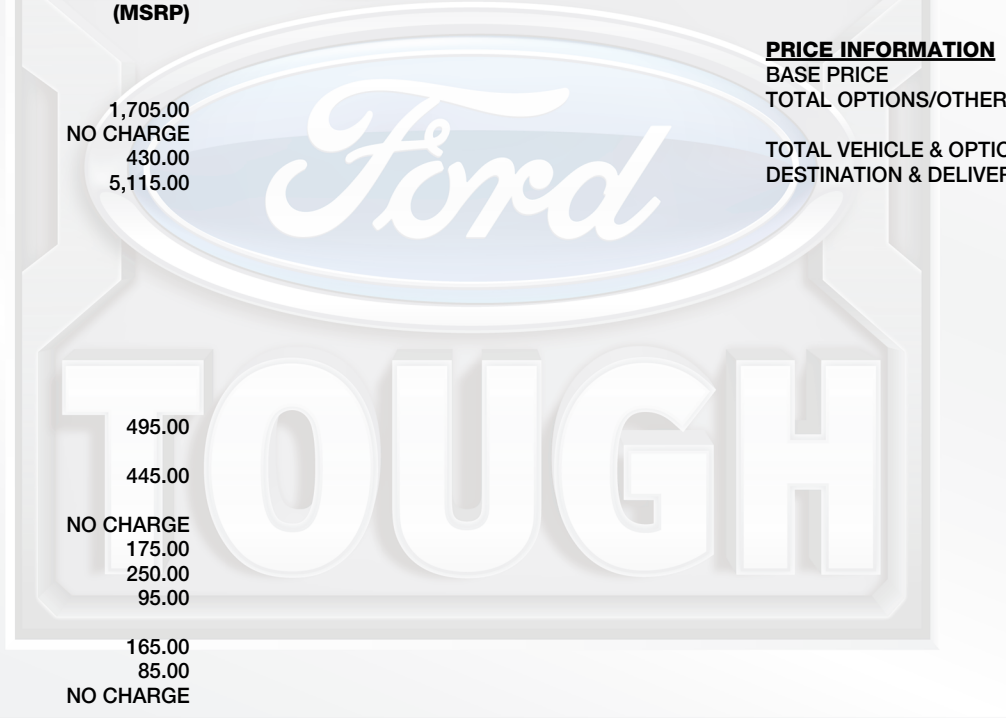 (MSRP)
1,705.00
NO CHARGE
430.00
5,115.00
495.00
445.00
NO CHARGE
175.00
250.00
95.00
165.00
85.00
NO CHARGE
PRICE INFORMATION
BASE PRICE
TOTAL OPTIONS/OTHER
TOTAL VEHICLE & OPTIO
DESTINATION & DELIVER
Ford
TOUGH